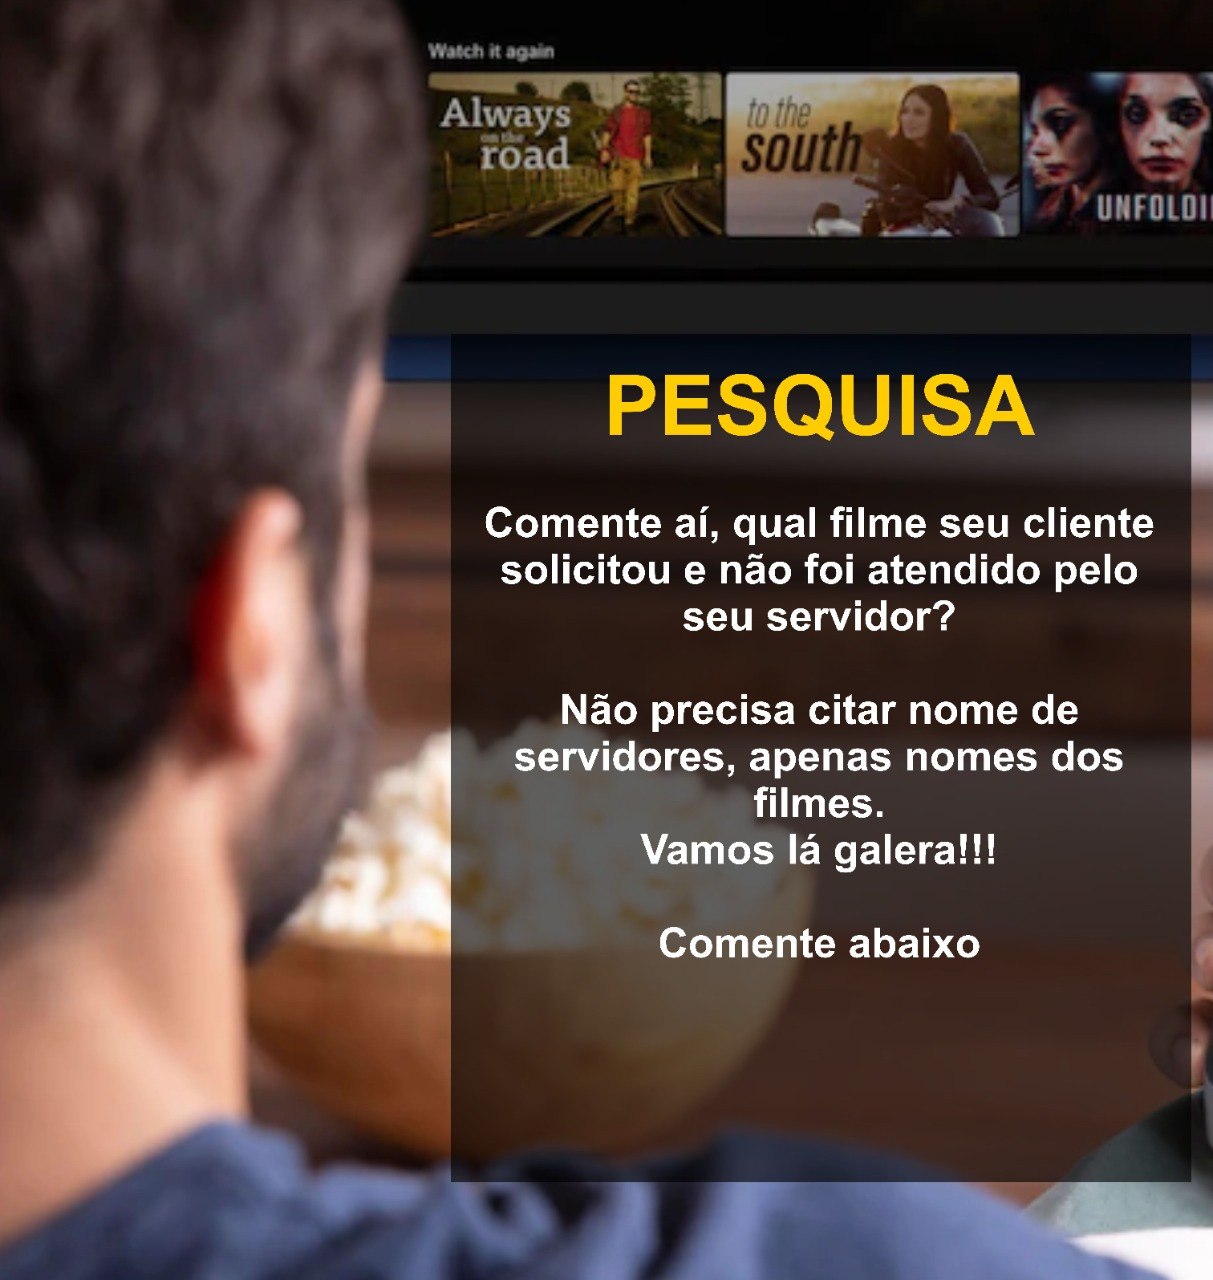 Watch it again
Always
on the
road
to the
south
UNFOLDI
PESQUISA
Comente aí, qual filme seu cliente
solicitou e não foi atendido pelo
seu servidor?
Não precisa citar nome de
servidores, apenas nomes dos
filmes.
Vamos lá galera!!!
Comente abaixo